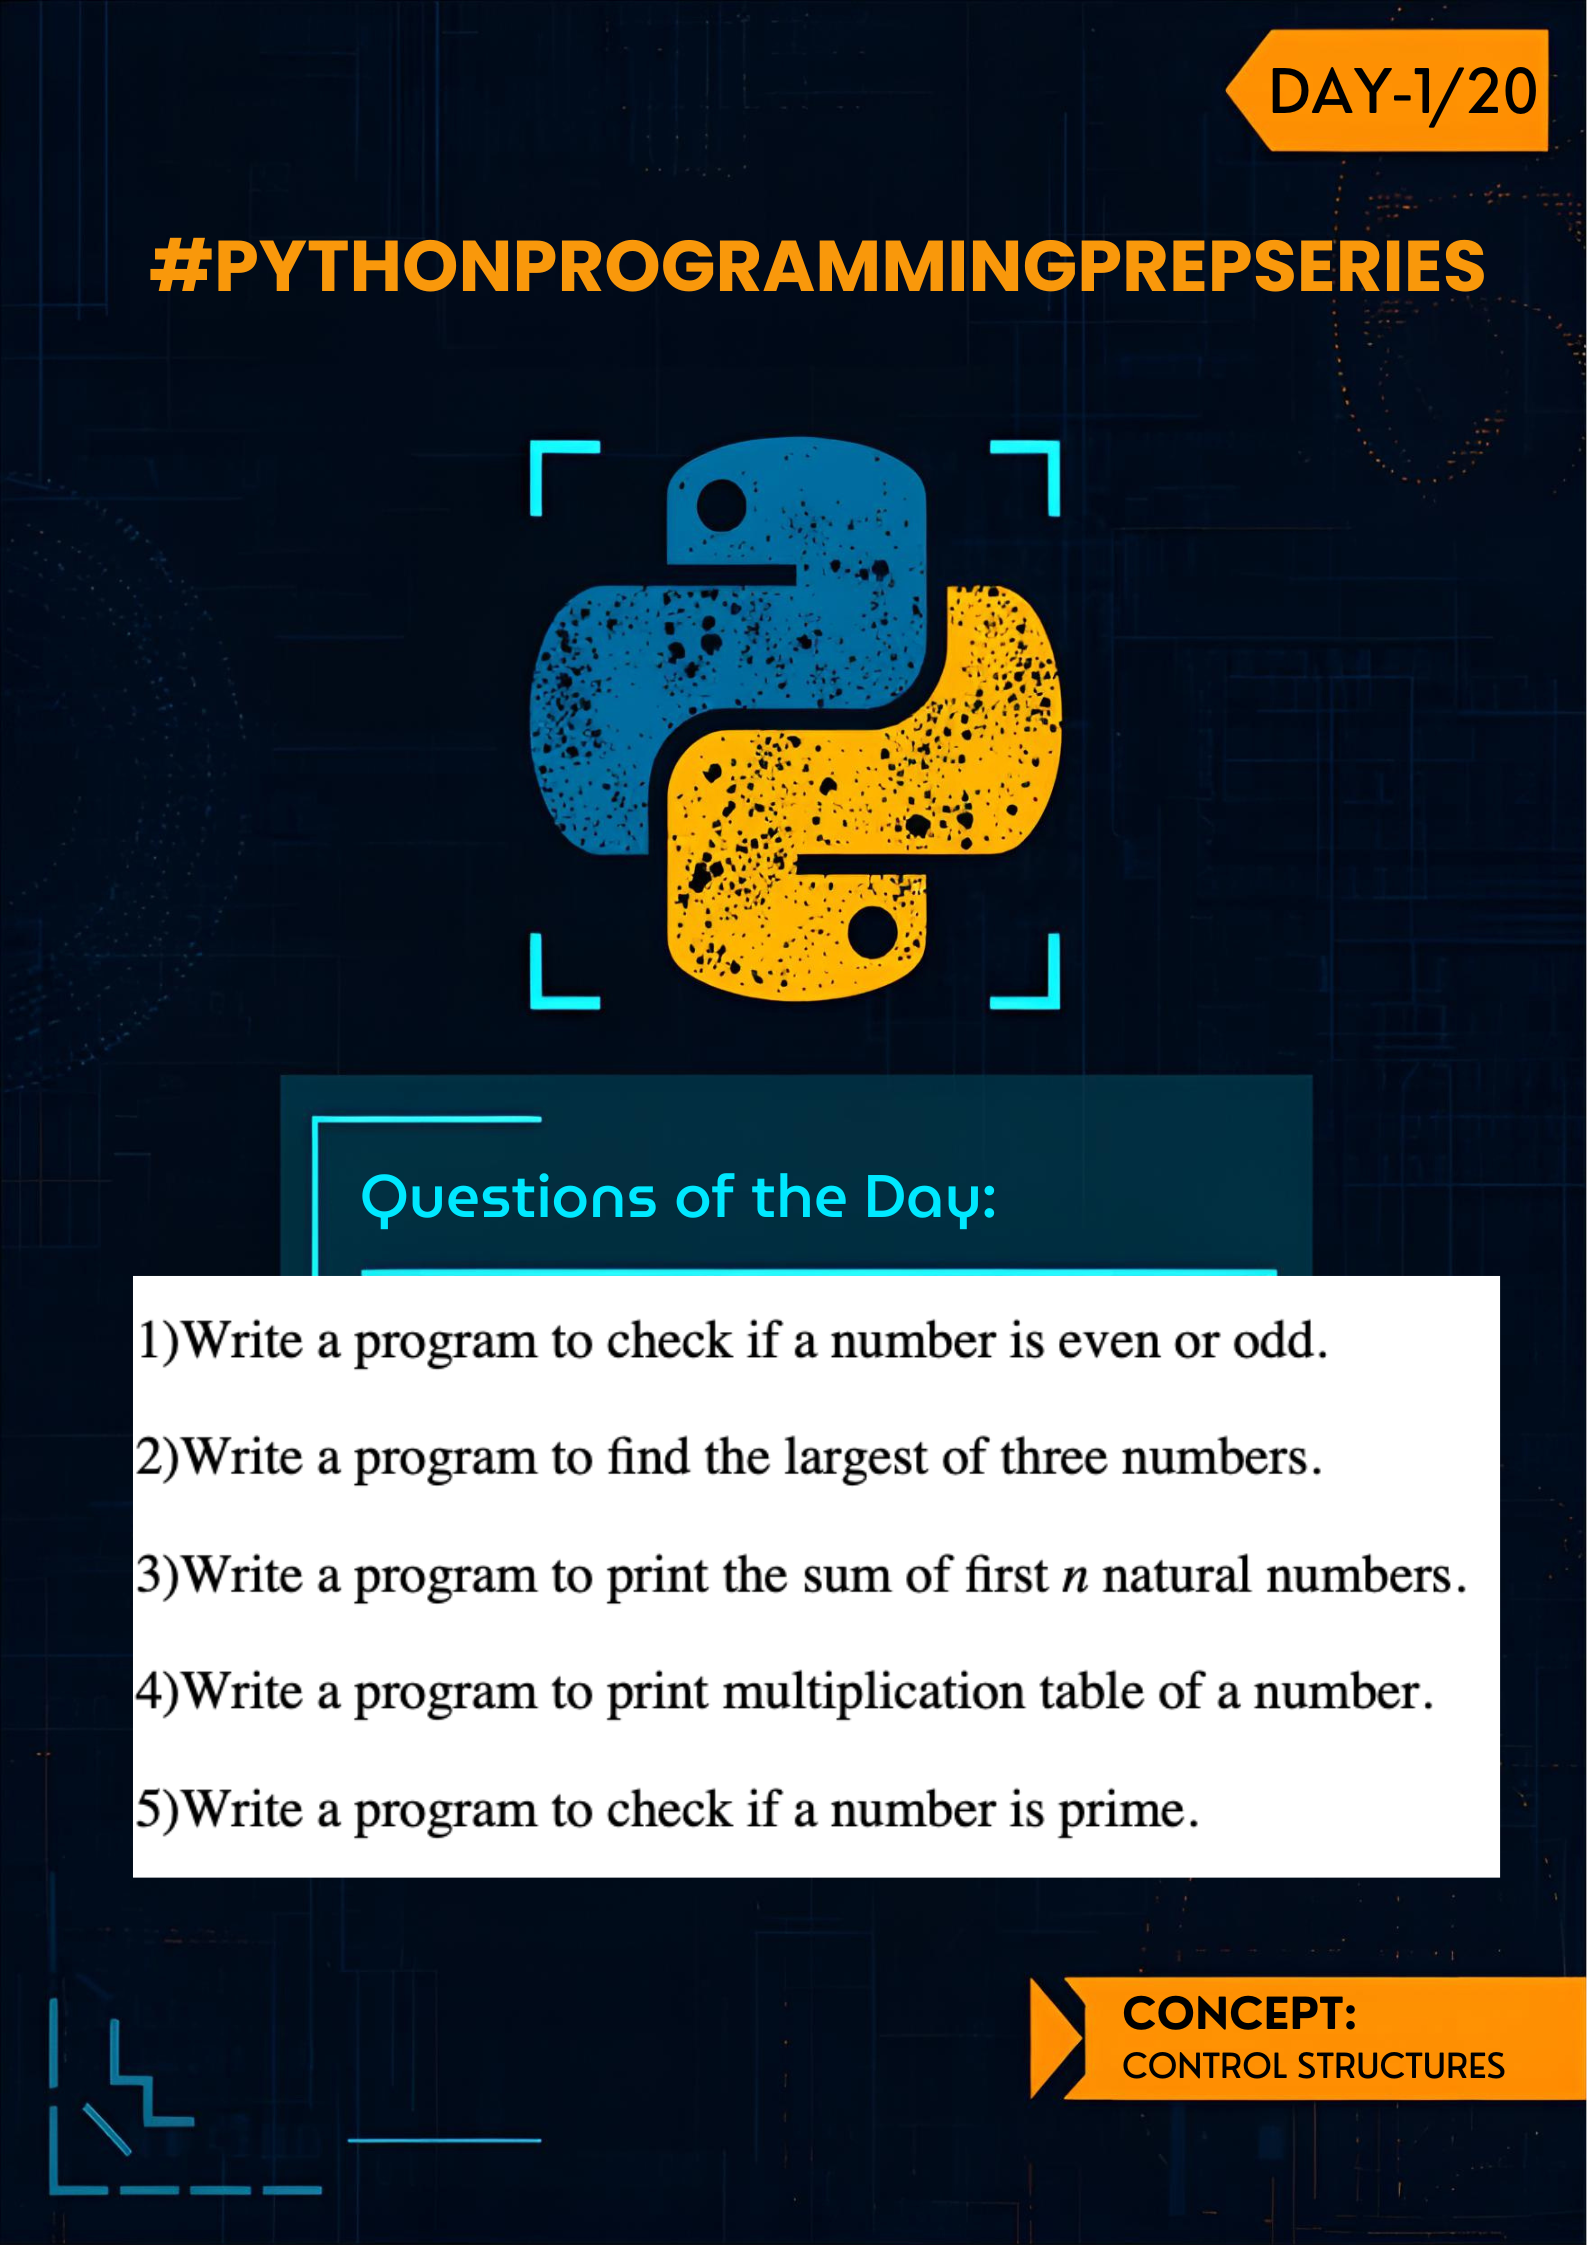 DAY-1/20
#PYTHONPROGRAMMINGPREPSERIES
Questions of the Day:
1)Write a program to check if a number is even or odd.
2)Write a program to find the largest of three numbers.
3)Write a program to print the sum of first n natural numbers.
4)Write a program to print multiplication table of a number.
5)Write a program to check if a number is prime.
CONCEPT:
CONTROL STRUCTURES